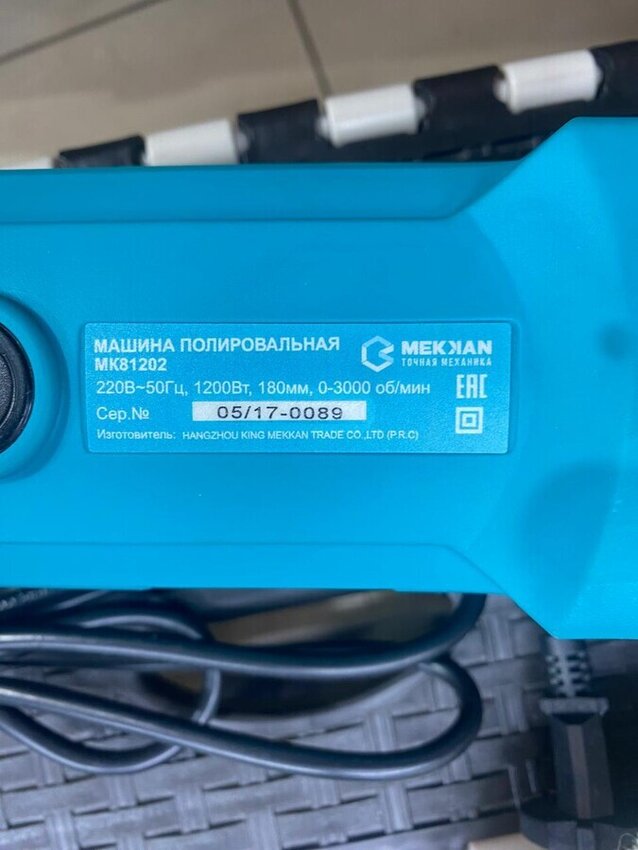 МАШИНА ПОЛИРОВАЛЬНАЯ
МК81202
MEKKAN
ТОЧНАЯ МЕХАНИКА
220В~50Гц, 1200Вт, 180мм, 0-3000 об/мин
EAC
Сер.№ 05/17-0089
Изготовитель: HANGZHOU KING MEKKAN TRADE CO.,LTD (P.R.C)